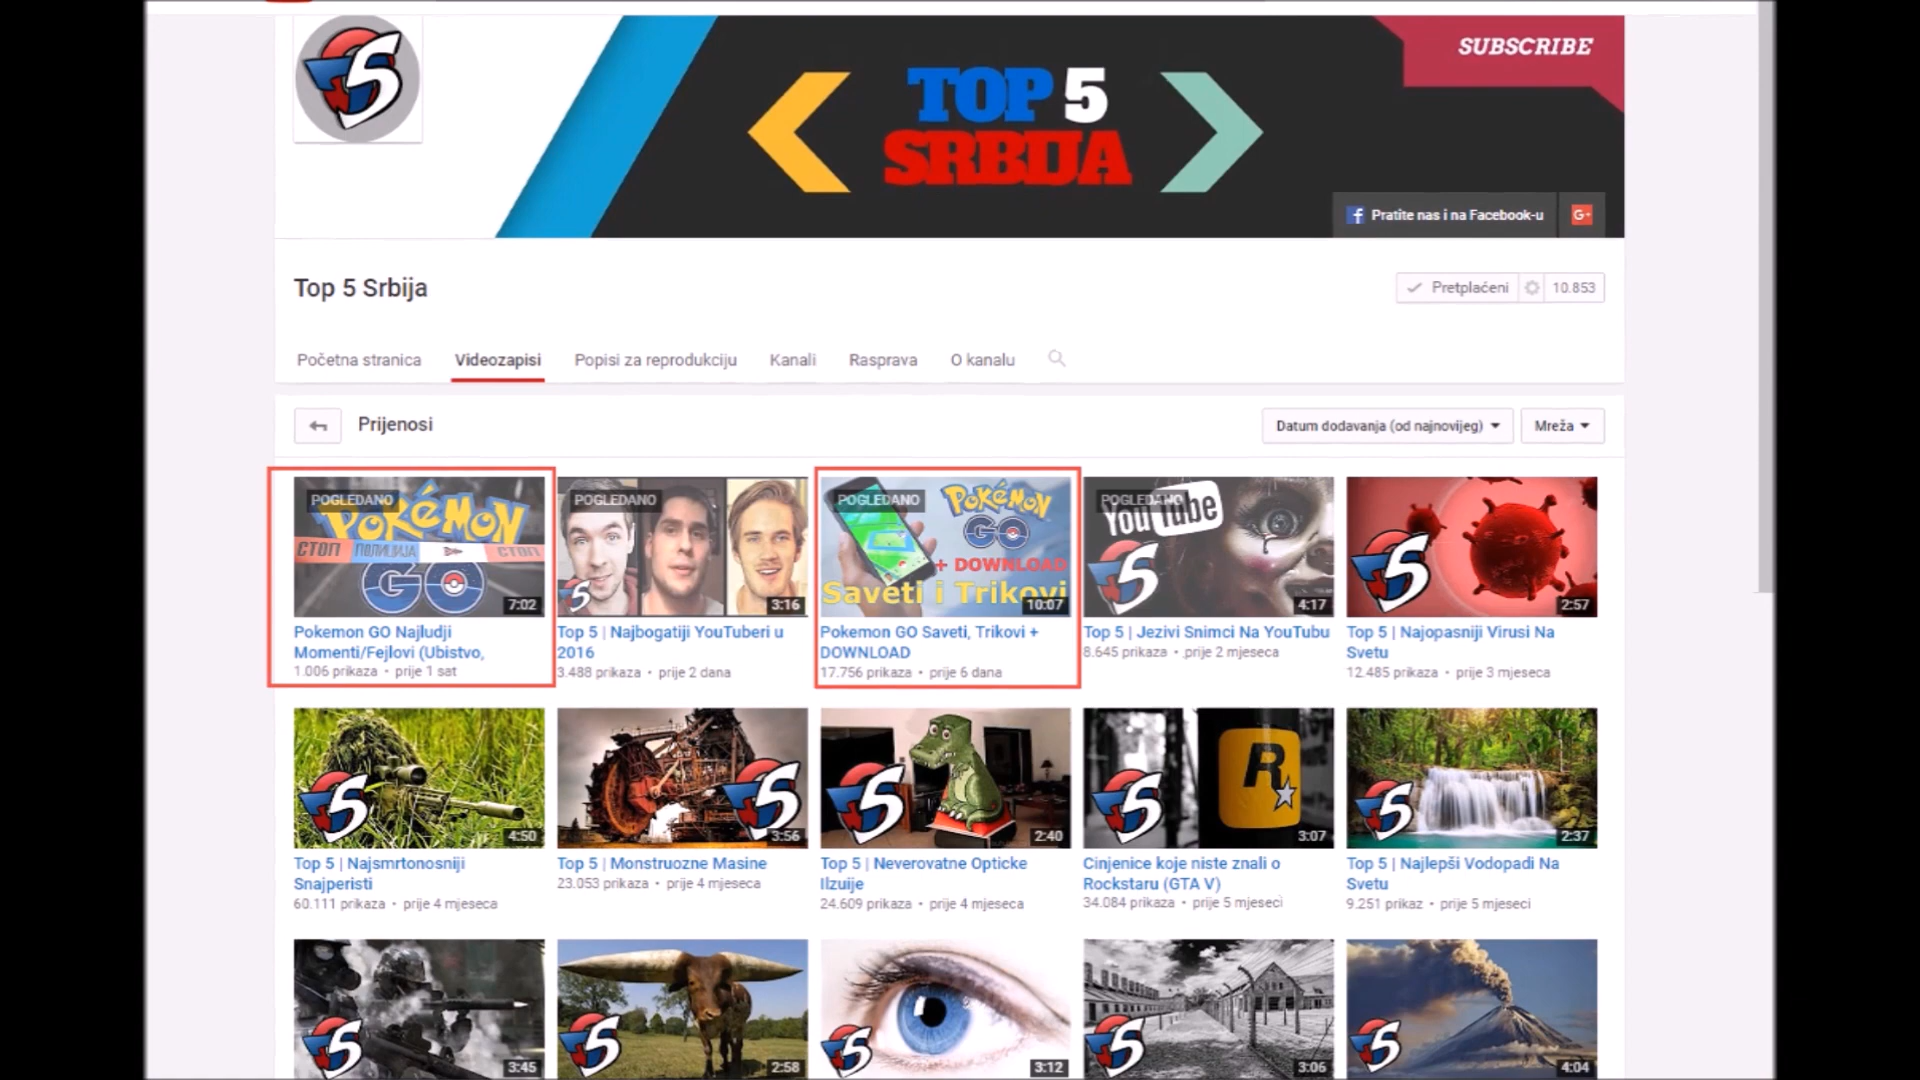 SUBSCRIBE
TOP 5
SRBIJA
Pratite nas i na Facebook-u
G+
Top 5 Srbija
Pretplaćeni
10.853
Početna stranica
Videozapisi
Popisi za reprodukciju
Kanali
Rasprava
O kanalu
Prijenosi
Datum dodavanja (od najnovijeg)
Mreža
POGLEDANO
POKéMON
СТОП ПОЛИЦИЈА СТОП
GO
7:02
Pokemon GO Najludji
Momenti/Fejlovi (Ubistvo,
1.006 prikaza • prije 1 sat
POGLEDANO
S
3:16
Top 5 | Najbogatiji YouTuberi u
2016
3.488 prikaza • prije 2 dana
POGLEDANO
POKéMON
GO
+ DOWNLOAD
Saveti i Trikovi
10:07
Pokemon GO Saveti, Trikovi +
DOWNLOAD
17.756 prikaza • prije 6 dana
POGLEDANO
YouTube
S
4:17
Top 5 | Jezivi Snimci Na YouTubu
8.645 prikaza • prije 2 mjeseca
S
2:57
Top 5 | Najopasniji Virusi Na
Svetu
12.485 prikaza • prije 3 mjeseca
S
4:50
Top 5 | Najsmrtonosniji
Snajperisti
60.111 prikaza • prije 4 mjeseca
S
3:56
Top 5 | Monstruozne Masine
23.053 prikaza • prije 4 mjeseca
S
2:40
Top 5 | Neverovatne Opticke
Ilzuije
24.609 prikaza • prije 4 mjeseca
S
R
3:07
Cinjenice koje niste znali o
Rockstaru (GTA V)
34.084 prikaza • prije 5 mjeseci
S
2:37
Top 5 | Najlepši Vodopadi Na
Svetu
9.251 prikaz • prije 5 mjeseci
S
3:45
S
2:58
S
3:12
S
3:06
S
4:04